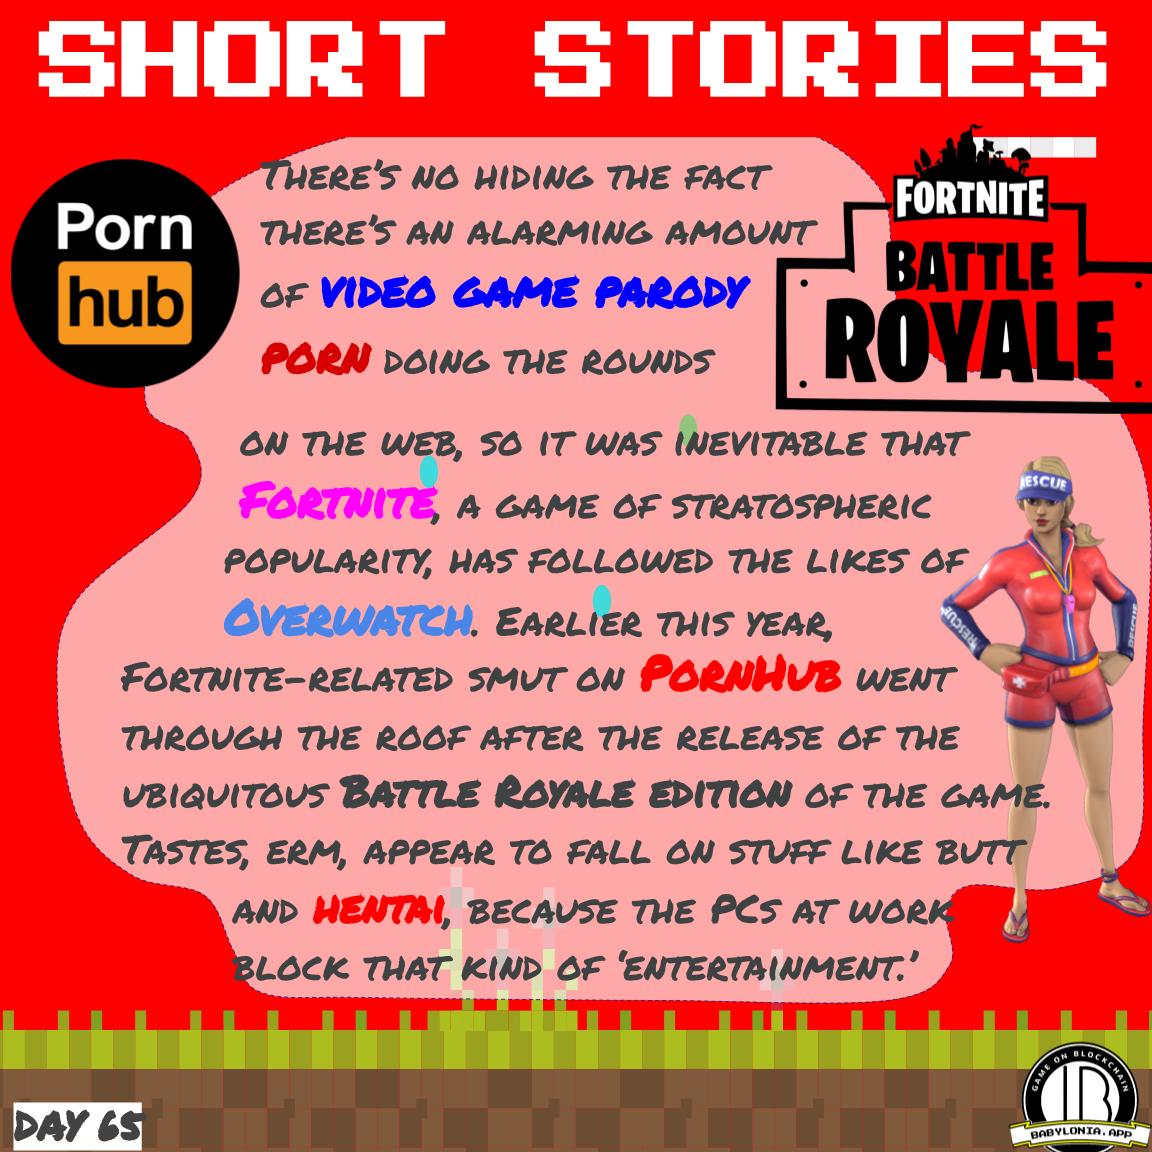 SHORT STORIES
Porn
hub
FORTNITE
BATTLE
ROYALE
There's no hiding the fact
there's an alarming amount
of video game parody
porn doing the rounds
on the web, so it was inevitable that
Fortnite, a game of stratospheric
popularity, has followed the likes of
Overwatch. Earlier this year,
Fortnite-related smut on PornHub went
through the roof after the release of the
ubiquitous Battle Royale edition of the game.
Tastes, erm, appear to fall on stuff like butt
and hentai, because the PCs at work
block that kind of 'entertainment.'
RESCUE
RESCUE
RESCUE
DAY 65
GAME ON BLOCKCHAIN
BABYLONIA.APP